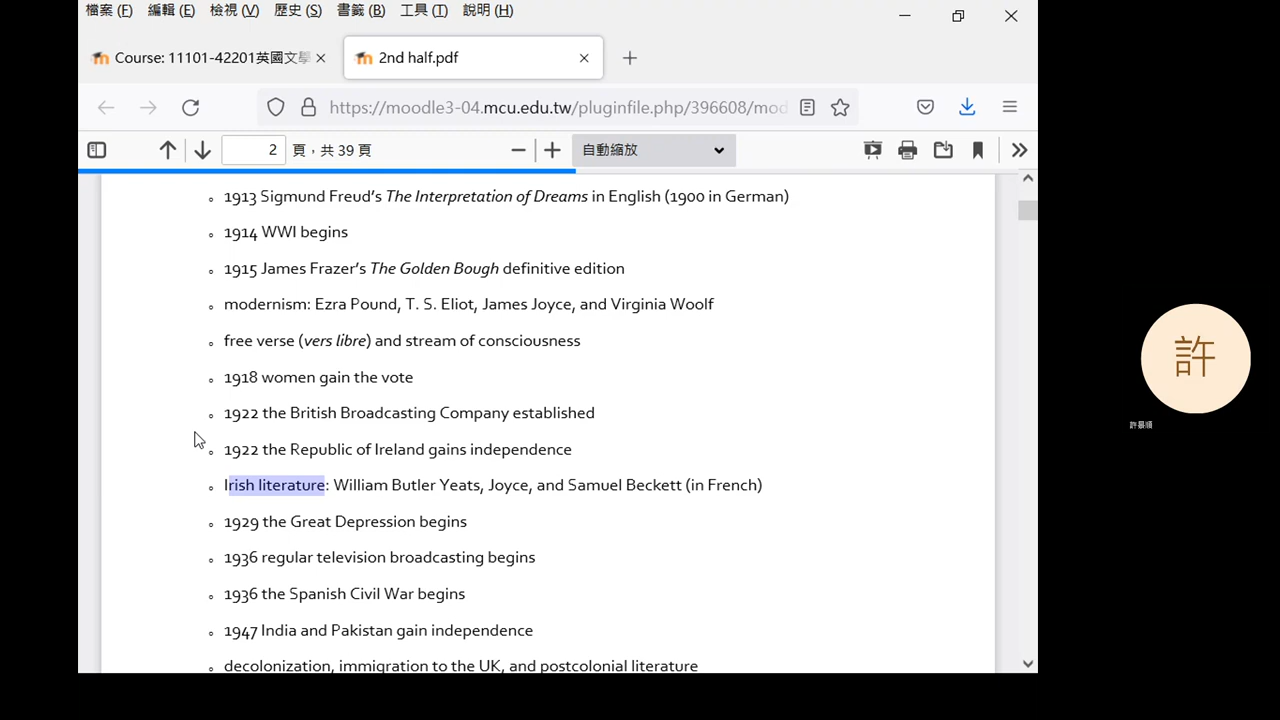 檔案 (F) 編輯 (E) 檢視 (V) 歷史 (S) 書籤 (B) 工具 (T) 說明 (H)
Course: 11101-42201英國文學
2nd half.pdf
https://moodle3-04.mcu.edu.tw/pluginfile.php/396608/mod
2 頁，共 39 頁
自動縮放
1913 Sigmund Freud's The Interpretation of Dreams in English (1900 in German)
1914 WWI begins
1915 James Frazer's The Golden Bough definitive edition
modernism: Ezra Pound, T. S. Eliot, James Joyce, and Virginia Woolf
free verse (vers libre) and stream of consciousness
1918 women gain the vote
1922 the British Broadcasting Company established
1922 the Republic of Ireland gains independence
Irish literature: William Butler Yeats, Joyce, and Samuel Beckett (in French)
1929 the Great Depression begins
1936 regular television broadcasting begins
1936 the Spanish Civil War begins
1947 India and Pakistan gain independence
decolonization, immigration to the UK, and postcolonial literature
許